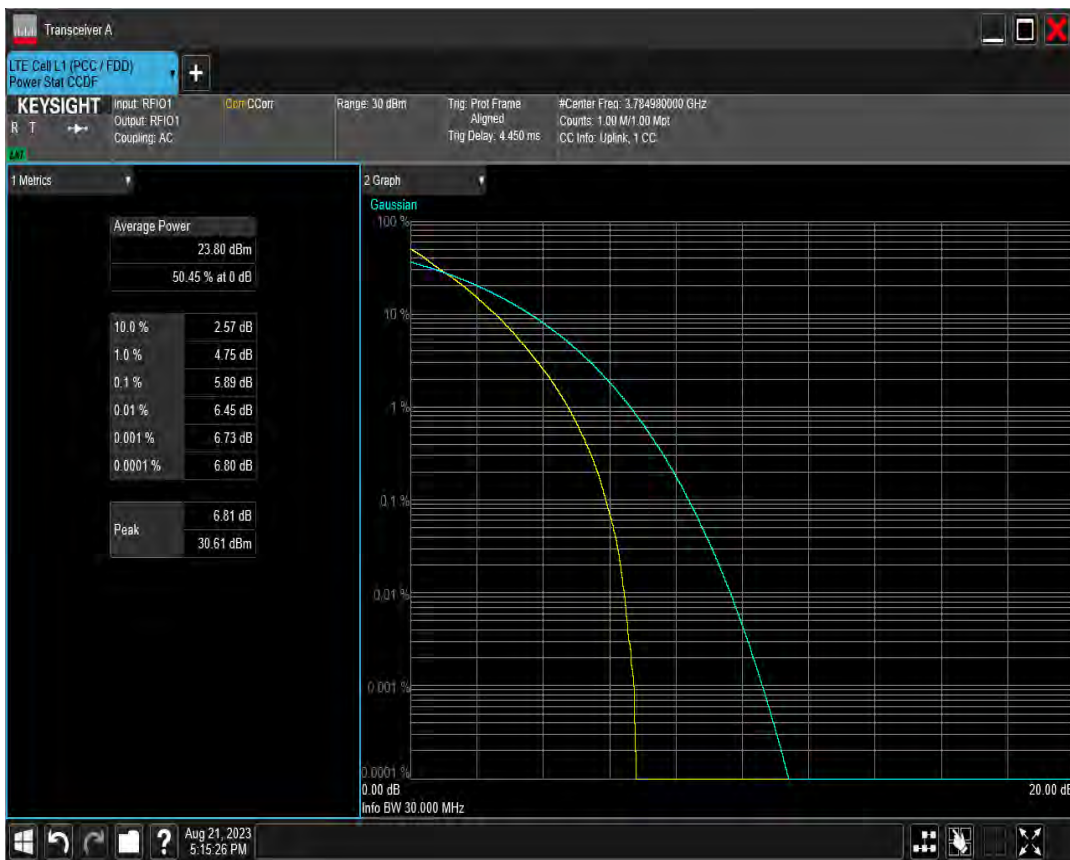 Transceiver A
LTE Cell L1 (PCC / FDD)
Power Stat CCDF
+
KEYSIGHT
R T
LNI
Input: RFIO1
Output: RFIO1
Coupling: AC
Corr CCorr
Range: 30 dBm
Trig: Prot Frame
Aligned
Trig Delay: 4.450 ms
#Center Freq: 3.784980000 GHz
Counts: 1.00 M/1.00 Mpt
CC Info: Uplink, 1 CC
1 Metrics
Average Power
23.80 dBm
50.45 % at 0 dB
10.0 % 2.57 dB
1.0 % 4.75 dB
0.1 % 5.89 dB
0.01 % 6.45 dB
0.001 % 6.73 dB
0.0001 % 6.80 dB
Peak 6.81 dB
30.61 dBm
2 Graph
Gaussian
100 %
10 %
1 %
0.1 %
0.01 %
0.001 %
0.0001 %
0.00 dB
20.00 dB
Info BW 30.000 MHz
?
Aug 21, 2023
5:15:26 PM